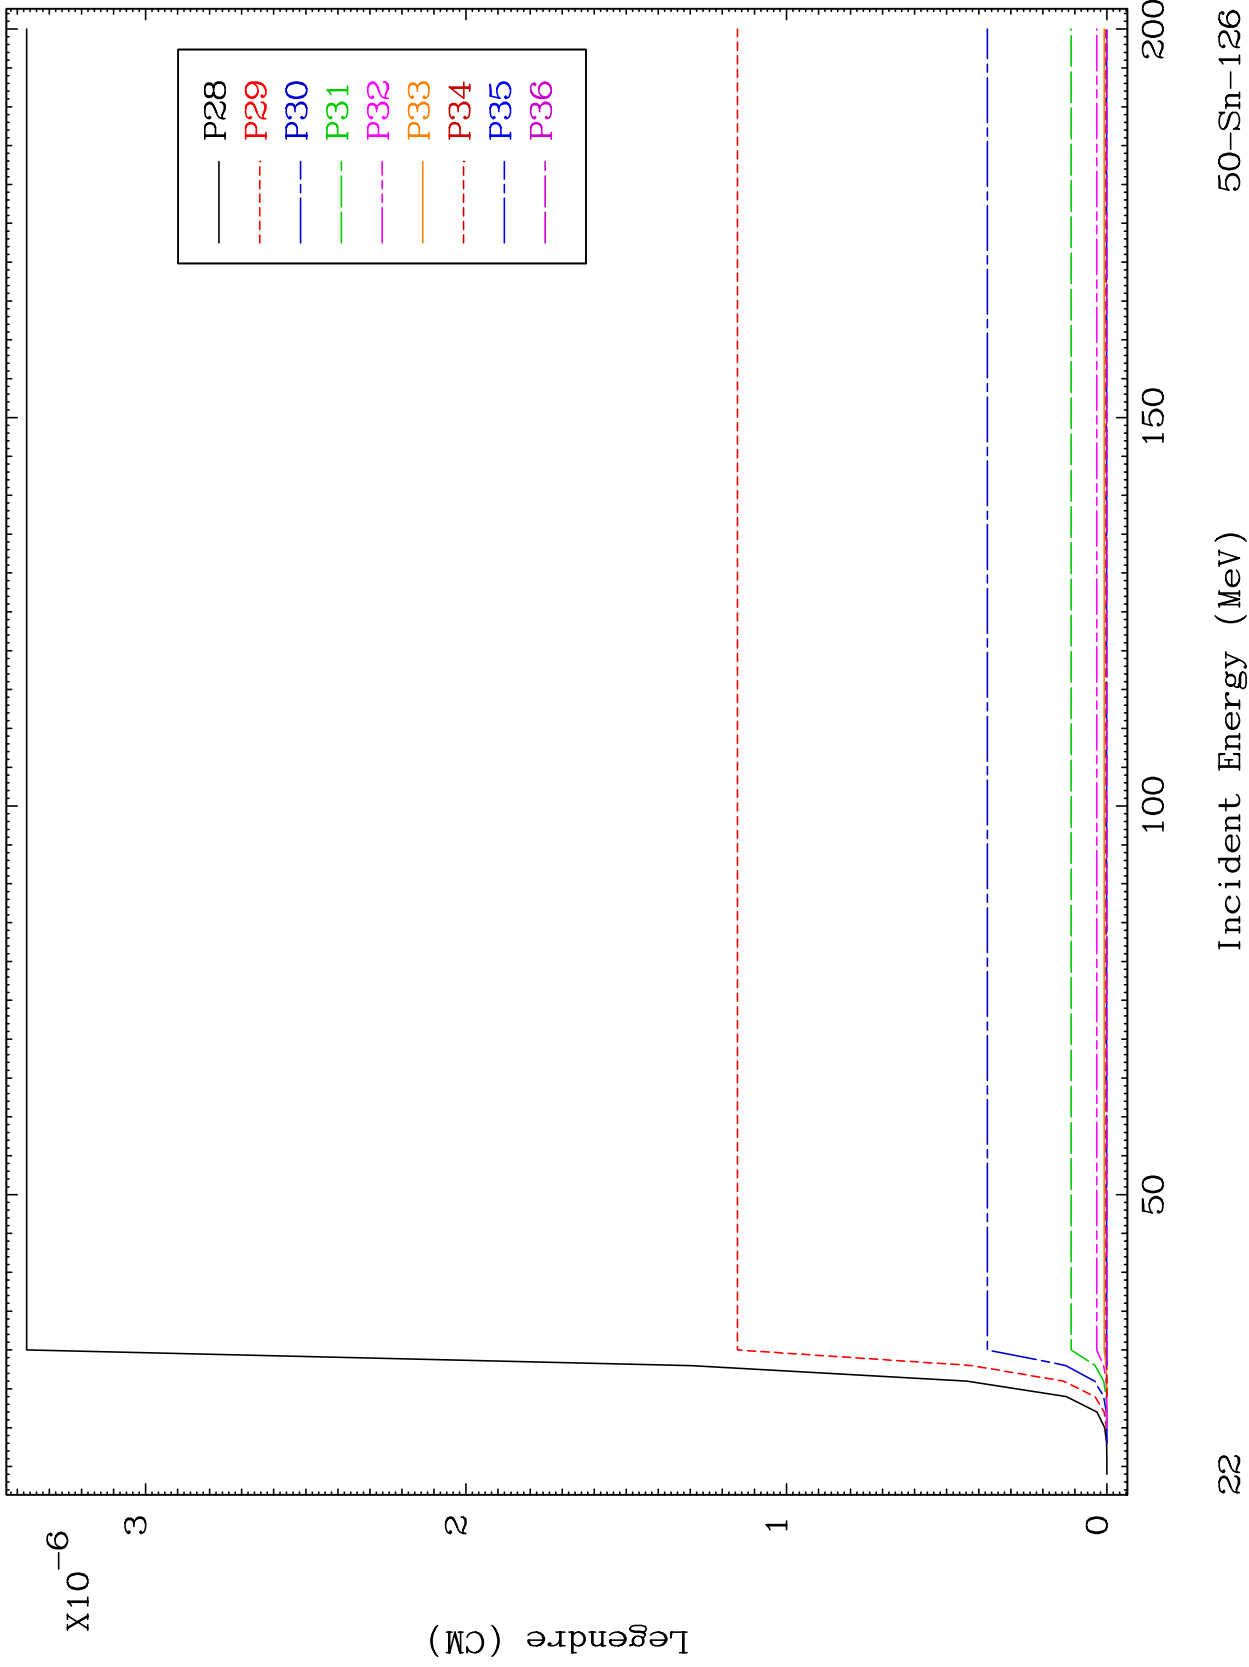 X10-6
3
2
1
0
Legendre (CM)
P28
P29
P30
P31
P32
P33
P34
P35
P36
50
100
150
200
22
Incident Energy (MeV)
50-Sn-126